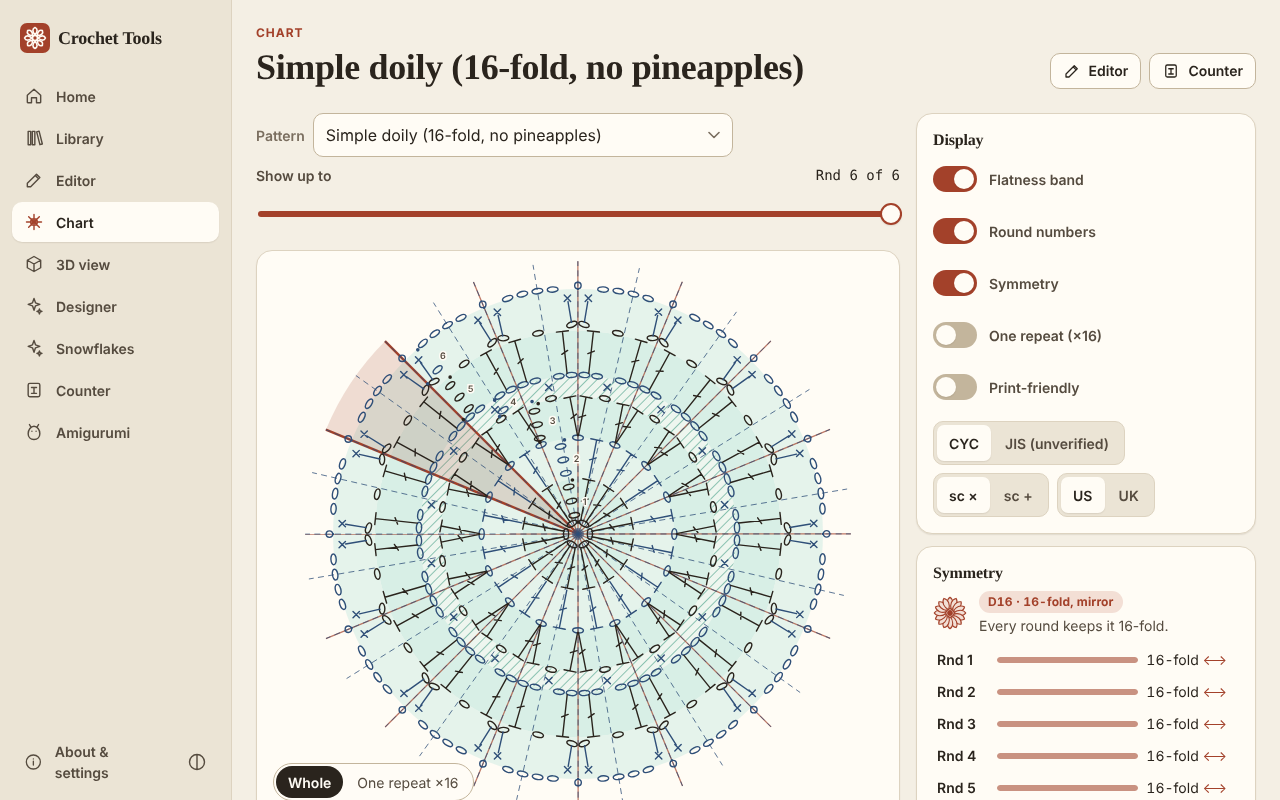 Crochet Tools
Home
Library
Editor
Chart
3D view
Designer
Snowflakes
Counter
Amigurumi
About &
settings
CHART
Simple doily (16-fold, no pineapples)
Editor
Counter
Pattern
Simple doily (16-fold, no pineapples)
Show up to
Rnd 6 of 6
6
5
4
3
2
1
Whole
One repeat ×16
Display
Flatness band
Round numbers
Symmetry
One repeat (×16)
Print-friendly
CYC
JIS (unverified)
sc ×
sc +
US
UK
Symmetry
D16 · 16-fold, mirror
Every round keeps it 16-fold.
Rnd 1 16-fold ↔
Rnd 2 16-fold ↔
Rnd 3 16-fold ↔
Rnd 4 16-fold ↔
Rnd 5 16-fold ↔